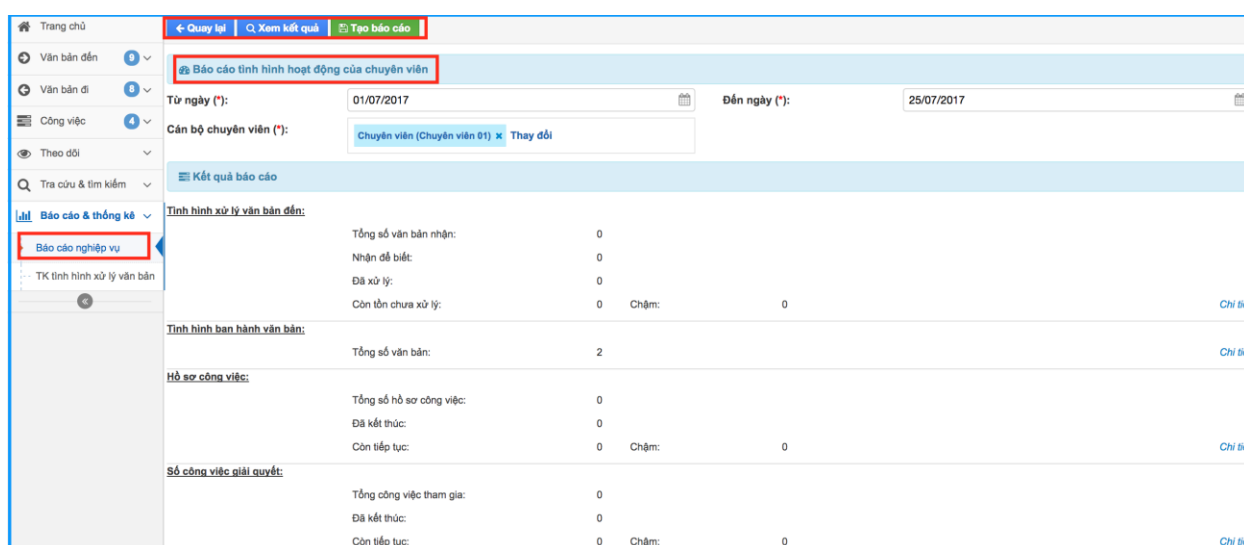 Trang chủ
Quay lại Xem kết quả Tạo báo cáo
Văn bản đến 9
Báo cáo tình hình hoạt động của chuyên viên
Văn bản đi 8
Từ ngày (*): 01/07/2017 Đến ngày (*): 25/07/2017
Công việc 4
Cán bộ chuyên viên (*): Chuyên viên (Chuyên viên 01) x Thay đổi
Theo dõi
Tra cứu & tìm kiếm
Kết quả báo cáo
Báo cáo & thống kê
Tình hình xử lý văn bản đến:
Báo cáo nghiệp vụ
Tổng số văn bản nhận: 0
Nhận để biết: 0
TK tình hình xử lý văn bản
Đã xử lý: 0
Còn tồn chưa xử lý: 0 Chậm: 0 Chi ti
Tình hình ban hành văn bản:
Tổng số văn bản: 2 Chi ti
Hồ sơ công việc:
Tổng số hồ sơ công việc: 0
Đã kết thúc: 0
Còn tiếp tục: 0 Chậm: 0 Chi ti
Số công việc giải quyết:
Tổng công việc tham gia: 0
Đã kết thúc: 0
Còn tiếp tục: 0 Chậm: 0 Chi ti